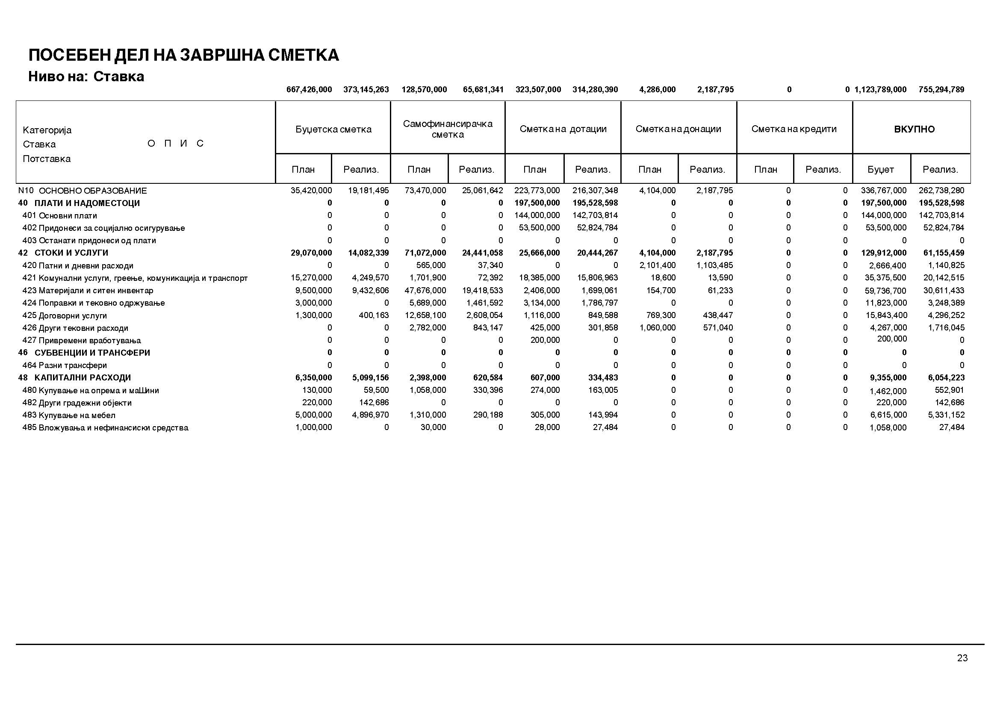 ПОСЕБЕН ДЕЛ НА ЗАВРШНА СМЕТКА
Ниво на: Ставка
667,426,000 373,145,263 128,570,000 65,681,341 323,507,000 314,280,390 4,286,000 2,187,795 0 0 1,123,789,000 755,294,789
Категорија
Ставка О П И С
Потставка
Буџетска сметка Самофинансирачка сметка Сметка на дотации Сметка на донации Сметка на кредити ВКУПНО
План Реализ. План Реализ. План Реализ. План Реализ. План Реализ. Буџет Реализ.
N10 ОСНОВНО ОБРАЗОВАНИЕ 35,420,000 19,181,495 73,470,000 25,061,642 223,773,000 216,307,348 4,104,000 2,187,795 0 0 336,767,000 262,738,280
40 ПЛАТИ И НАДОМЕСТОЦИ 0 0 0 0 197,500,000 195,528,598 0 0 0 0 197,500,000 195,528,598
401 Основни плати 0 0 0 0 144,000,000 142,703,814 0 0 0 0 144,000,000 142,703,814
402 Придонеси за социјално осигурување 0 0 0 0 53,500,000 52,824,784 0 0 0 0 53,500,000 52,824,784
403 Останати придонеси од плати 0 0 0 0 0 0 0 0 0 0 0 0
42 СТОКИ И УСЛУГИ 29,070,000 14,082,339 71,072,000 24,441,058 25,666,000 20,444,267 4,104,000 2,187,795 0 0 129,912,000 61,155,459
420 Патни и дневни расходи 0 0 565,000 37,340 0 0 2,101,400 1,103,485 0 0 2,666,400 1,140,825
421 Комунални услуги, греење, комуникација и транспорт 15,270,000 4,249,570 1,701,900 72,392 18,385,000 15,806,963 18,600 13,590 0 0 35,375,500 20,142,515
423 Материјали и ситен инвентар 9,500,000 9,432,606 47,676,000 19,418,533 2,406,000 1,699,061 154,700 61,233 0 0 59,736,700 30,611,433
424 Поправки и тековно одржување 3,000,000 0 5,689,000 1,461,592 3,134,000 1,786,797 0 0 0 0 11,823,000 3,248,389
425 Договорни услуги 1,300,000 400,163 12,658,100 2,608,054 1,116,000 849,588 769,300 438,447 0 0 15,843,400 4,296,252
426 Други тековни расходи 0 0 2,782,000 843,147 425,000 301,858 1,060,000 571,040 0 0 4,267,000 1,716,045
427 Привремени вработувања 0 0 0 0 200,000 0 0 0 0 0 200,000 0
46 СУБВЕНЦИИ И ТРАНСФЕРИ 0 0 0 0 0 0 0 0 0 0 0 0
464 Разни трансфери 0 0 0 0 0 0 0 0 0 0 0 0
48 КАПИТАЛНИ РАСХОДИ 6,350,000 5,099,156 2,398,000 620,584 607,000 334,483 0 0 0 0 9,355,000 6,054,223
480 Купување на опрема и маШини 130,000 59,500 1,058,000 330,396 274,000 163,005 0 0 0 0 1,462,000 552,901
482 Други градежни објекти 220,000 142,686 0 0 0 0 0 0 0 0 220,000 142,686
483 Купување на мебел 5,000,000 4,896,970 1,310,000 290,188 305,000 143,994 0 0 0 0 6,615,000 5,331,152
485 Вложувања и нефинансиски средства 1,000,000 0 30,000 0 28,000 27,484 0 0 0 0 1,058,000 27,484
23